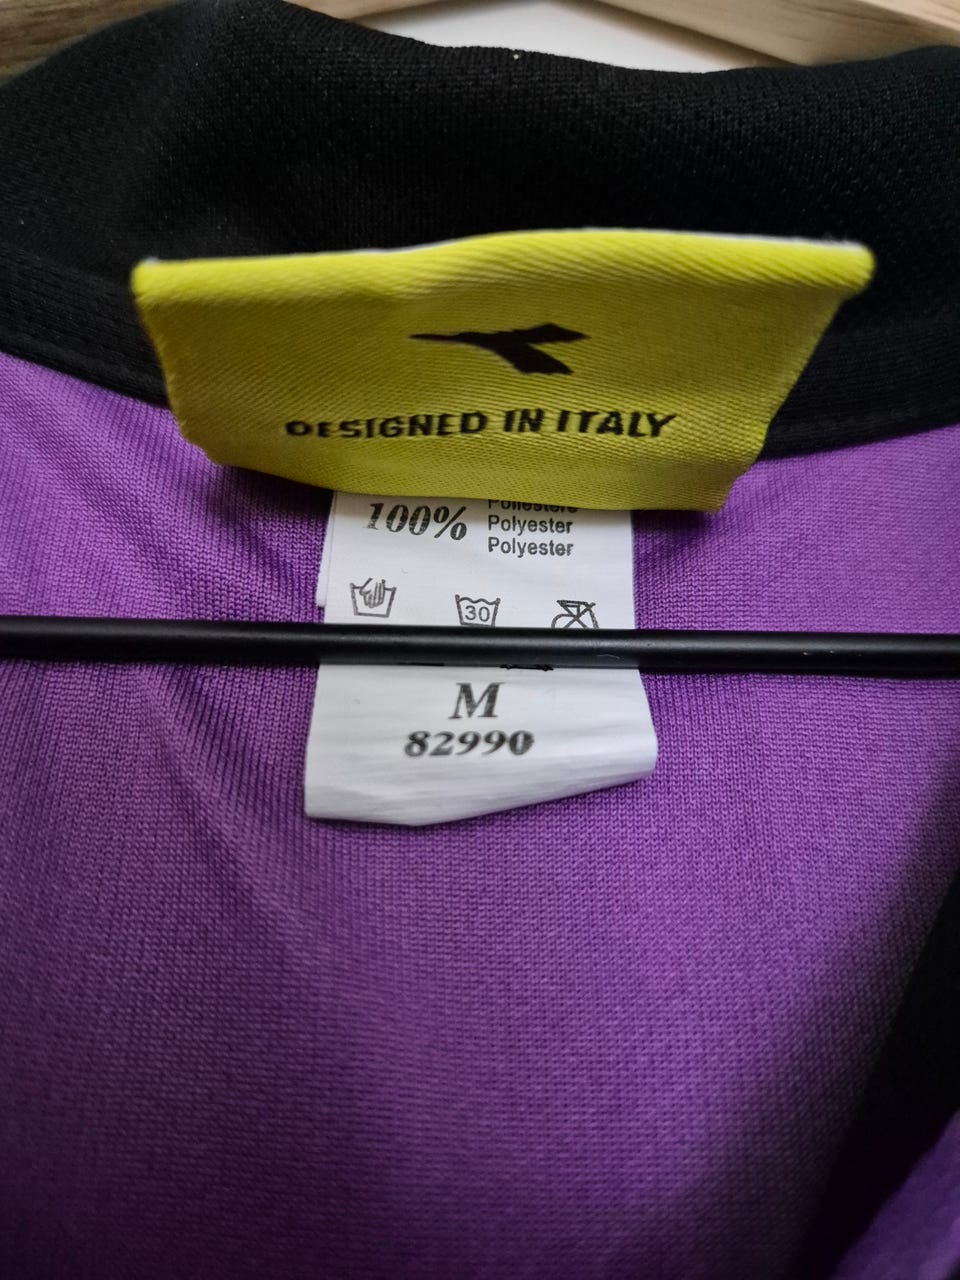 DESIGNED IN ITALY
Poliestere
100% Polyester
Polyester
30
M
82990